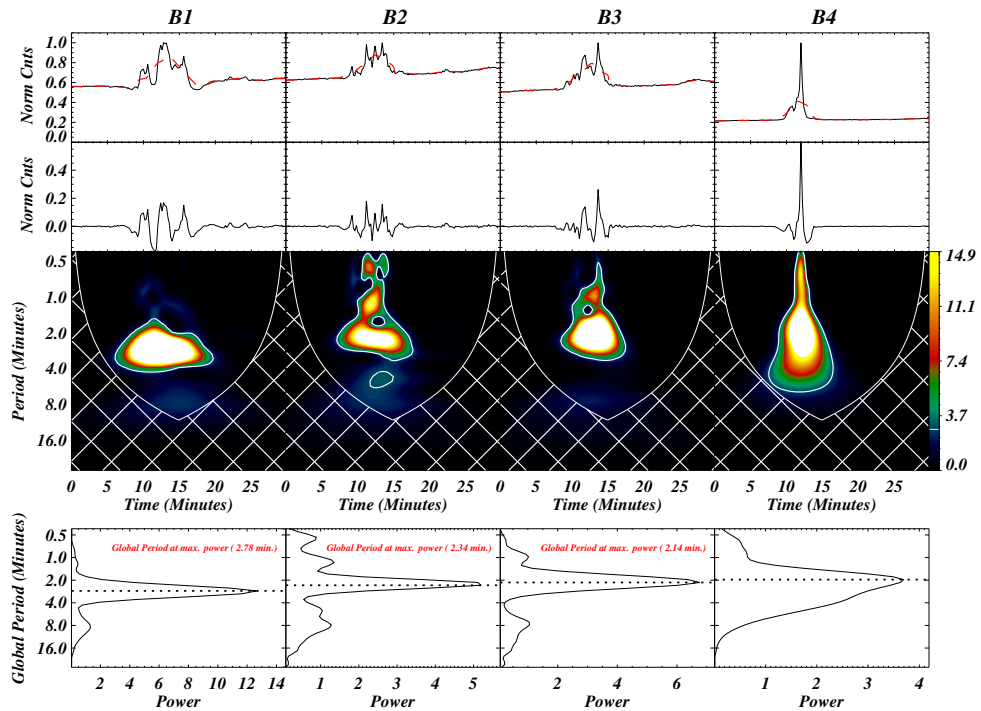 B1 B2 B3 B4
Norm Cnts
1.0
0.8
0.6
0.4
0.2
0.0
Norm Cnts
0.4
0.2
0.0
Period (Minutes)
0.5
1.0
2.0
4.0
8.0
16.0
14.9
11.1
7.4
3.7
0.0
0 5 10 15 20 25 0 5 10 15 20 25 0 5 10 15 20 25 0 5 10 15 20 25
Time (Minutes) Time (Minutes) Time (Minutes) Time (Minutes)
Global Period (Minutes)
0.5
1.0
2.0
4.0
8.0
16.0
Global Period at max. power ( 2.78 min.)
Global Period at max. power ( 2.34 min.)
Global Period at max. power ( 2.14 min.)
2 4 6 8 10 12 14 1 2 3 4 5 2 4 6 1 2 3 4
Power Power Power Power